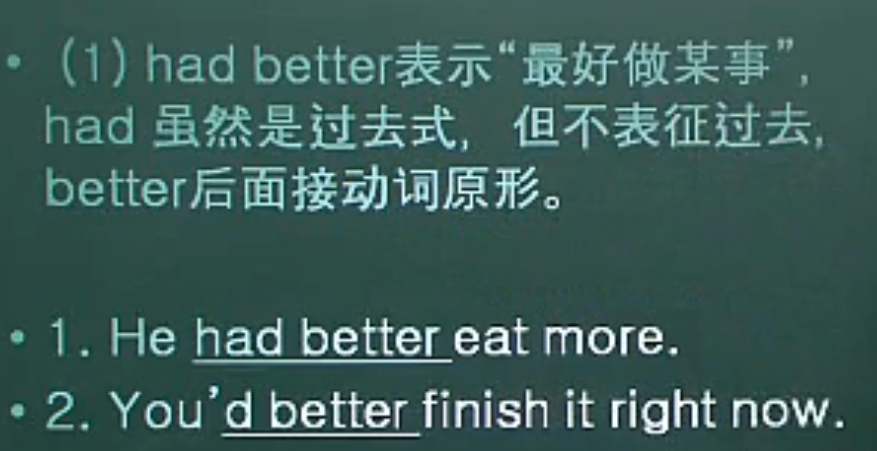 • (1) had better表示“最好做某事”,
had 虽然是过去式, 但不表征过去,
better后面接动词原形。
• 1. He had better eat more.
• 2. You'd better finish it right now.